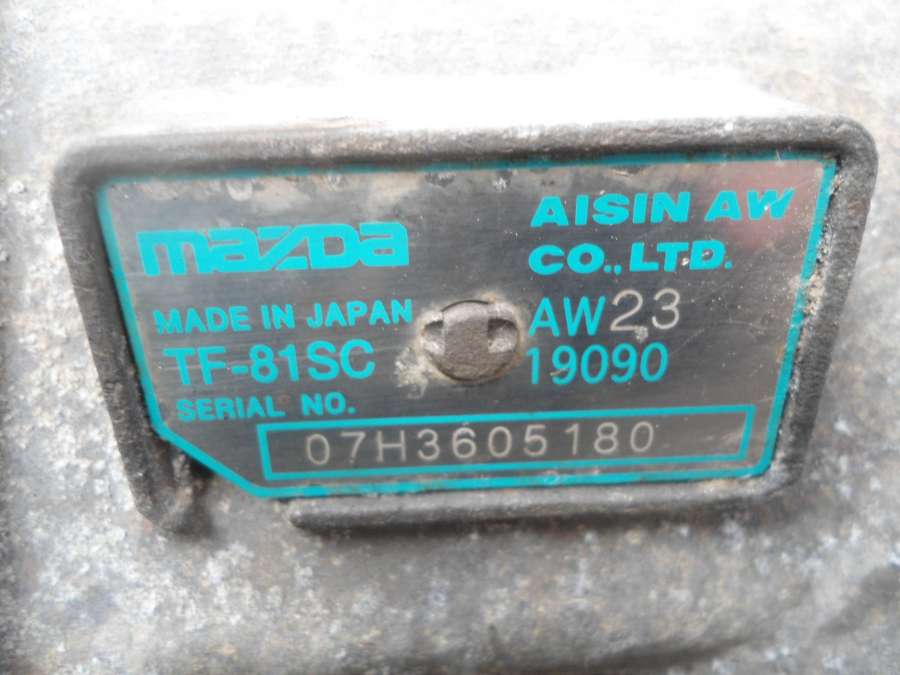 mazda
MADE IN JAPAN
TF-81SC
SERIAL NO.
AISIN AW
CO.,LTD.
AW23
19090
07H3605180